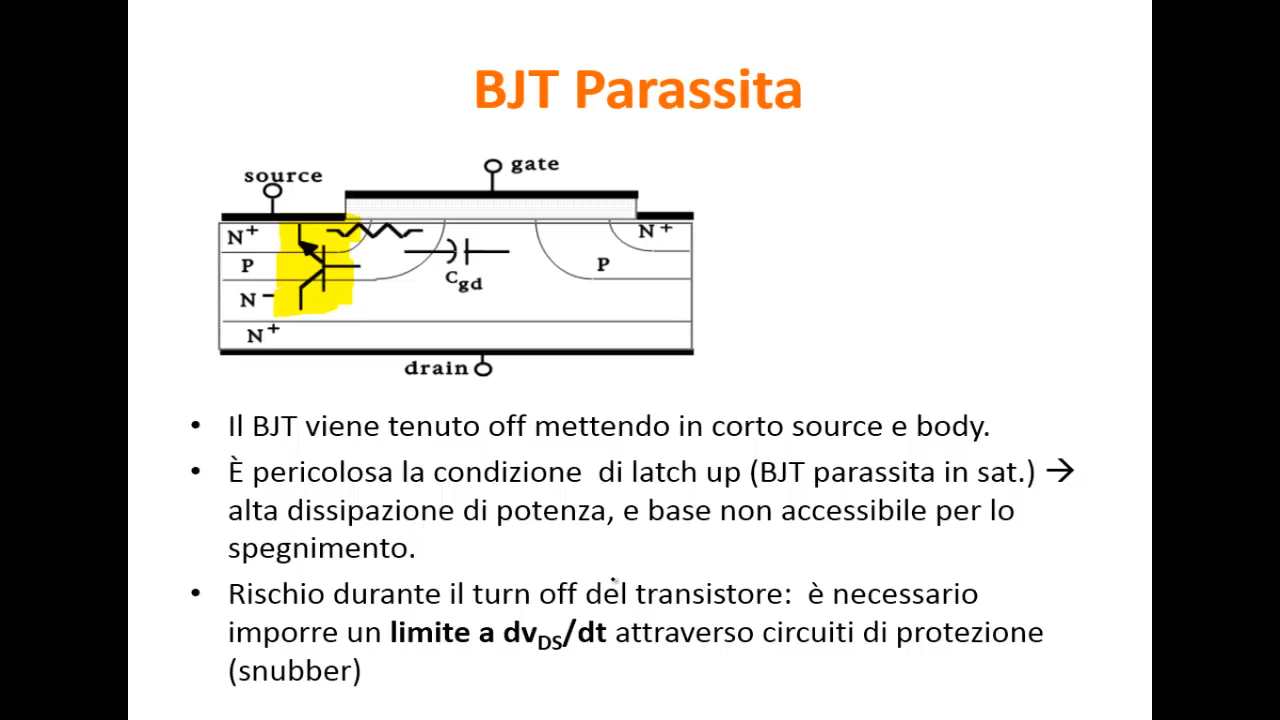 BJT Parassita
source
gate
N+
N+
P
P
Cgd
N−
N+
drain
• Il BJT viene tenuto off mettendo in corto source e body.
• È pericolosa la condizione di latch up (BJT parassita in sat.) →
alta dissipazione di potenza, e base non accessibile per lo
spegnimento.
• Rischio durante il turn off del transistore: è necessario
imporre un limite a dvDS/dt attraverso circuiti di protezione
(snubber)